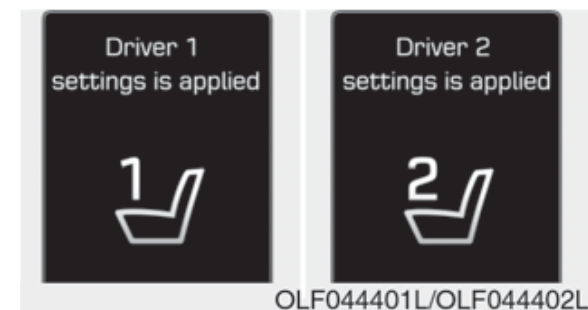 Driver 1
settings is applied
1
Driver 2
settings is applied
2
OLF044401L/OLF044402L